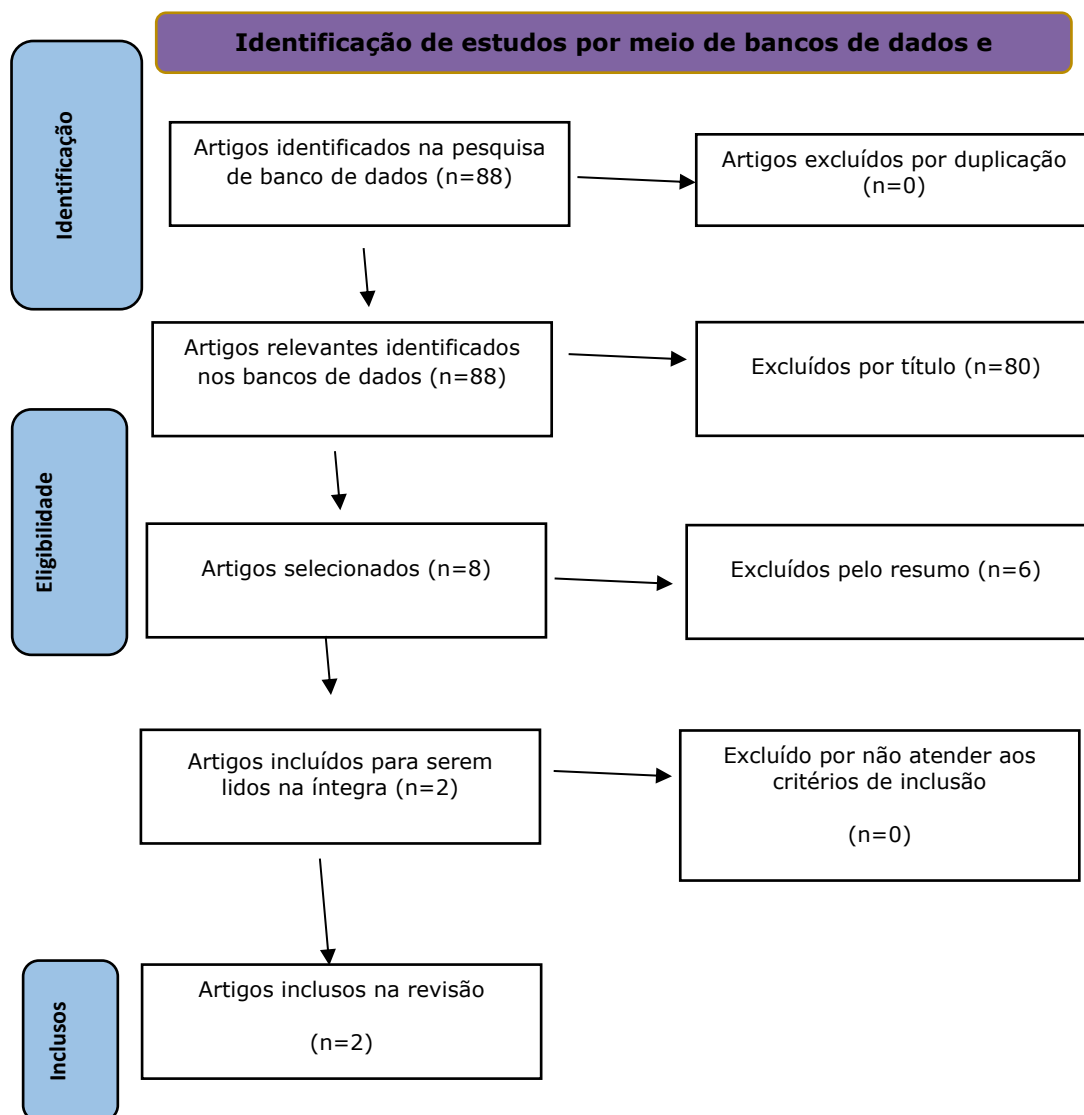 Identificação de estudos por meio de bancos de dados e
Identificação
Artigos identificados na pesquisa
de banco de dados (n=88)
Artigos excluídos por duplicação
(n=0)
Artigos relevantes identificados
nos bancos de dados (n=88)
Excluídos por título (n=80)
Eligibilidade
Artigos selecionados (n=8)
Excluídos pelo resumo (n=6)
Artigos incluídos para serem
lidos na íntegra (n=2)
Excluído por não atender aos
critérios de inclusão
(n=0)
Inclusos
Artigos inclusos na revisão
(n=2)